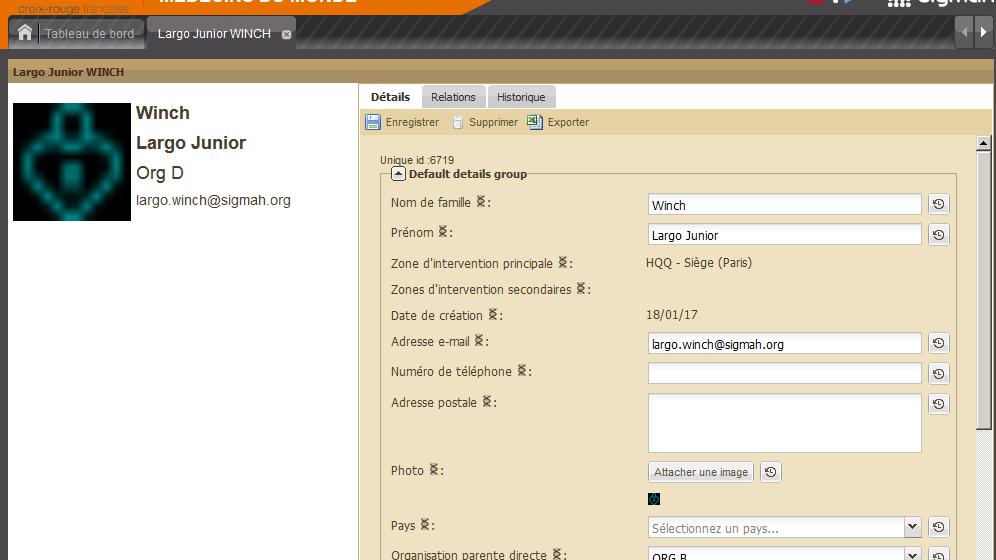 croix-rouge française
MEDECINS DU MONDE
Tableau de bord
Largo Junior WINCH
Largo Junior WINCH
Winch
Largo Junior
Org D
largo.winch@sigmah.org
Détails Relations Historique
Enregistrer Supprimer Exporter
Unique id :6719
Default details group
Nom de famille : Winch
Prénom : Largo Junior
Zone d'intervention principale : HQQ - Siège (Paris)
Zones d'intervention secondaires :
Date de création : 18/01/17
Adresse e-mail : largo.winch@sigmah.org
Numéro de téléphone :
Adresse postale :
Photo : Attacher une image
Pays : Sélectionnez un pays...
Organisation parente directe : ORG B